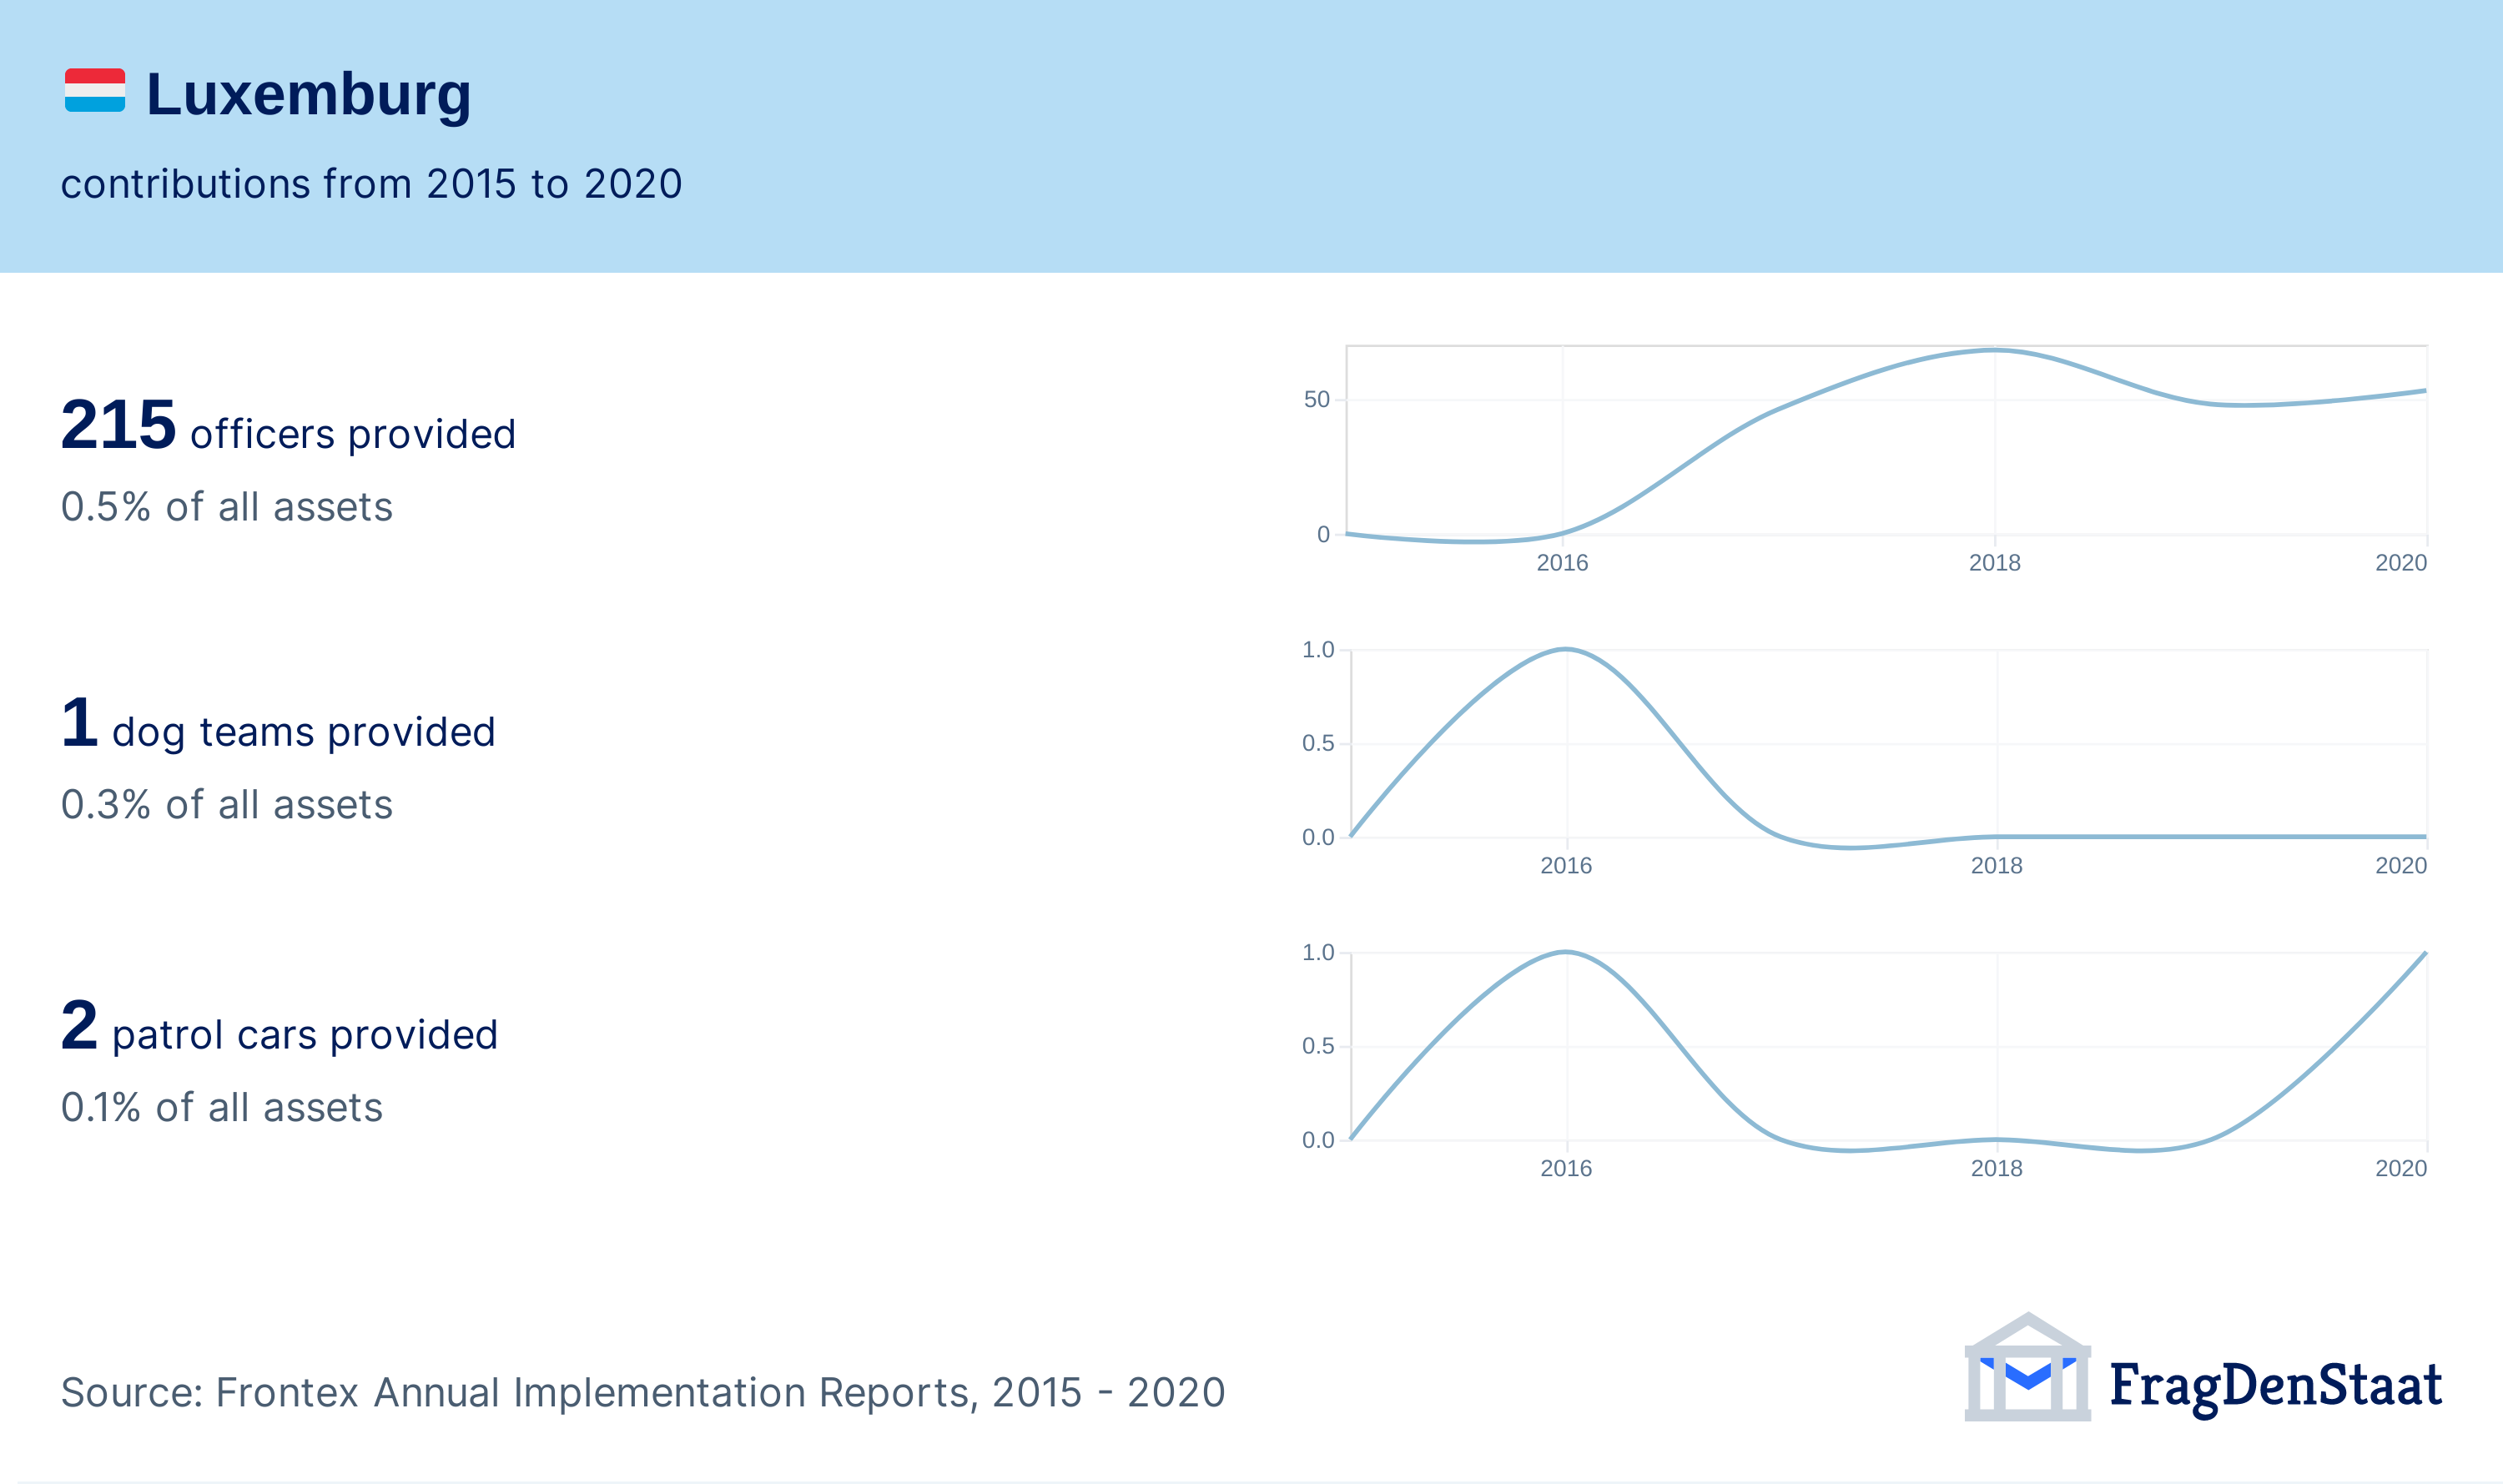 Luxemburg
contributions from 2015 to 2020
215 officers provided
0.5% of all assets
50
0
2016 2018 2020
1 dog teams provided
0.3% of all assets
1.0
0.5
0.0
2016 2018 2020
2 patrol cars provided
0.1% of all assets
1.0
0.5
0.0
2016 2018 2020
Source: Frontex Annual Implementation Reports, 2015 - 2020
FragDenStaat